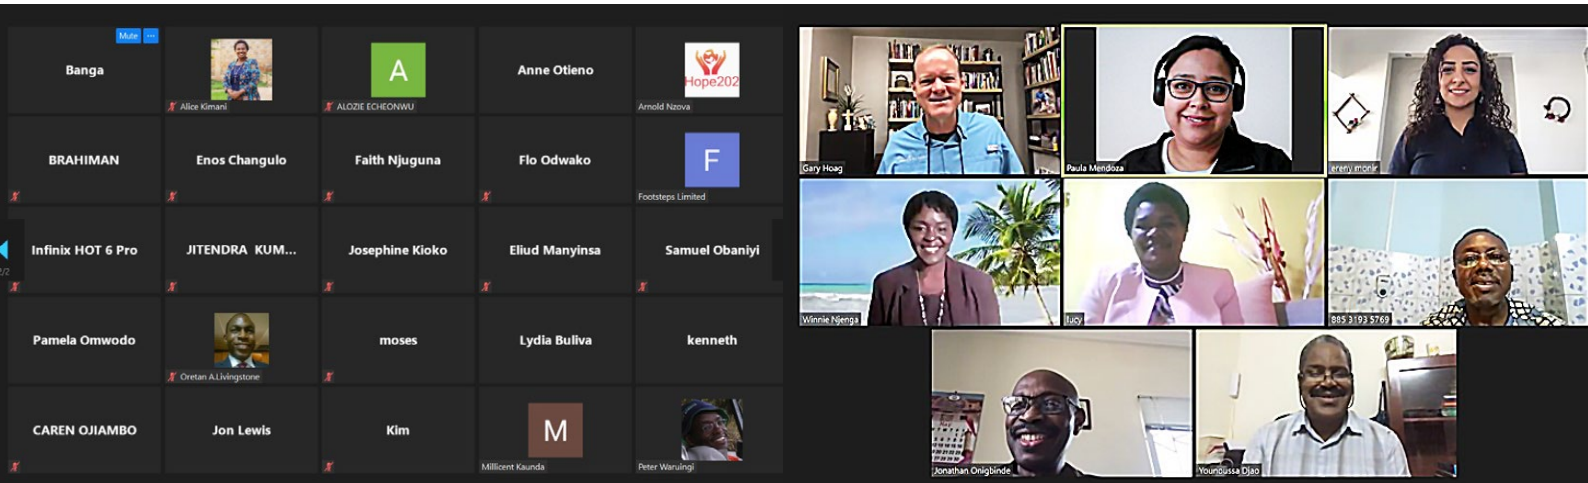 Mute ...
Banga
Alice Kimani
A
ALOZIE ECHEONWU
Anne Otieno
Hope202
Arnold Nzova
BRAHIMAN
Enos Changulo
Faith Njuguna
Flo Odwako
F
Footsteps Limited
Infinix HOT 6 Pro
JITENDRA KUM...
Josephine Kioko
Eliud Manyinsa
Samuel Obaniyi
2/2
Pamela Omwodo
Oretan A.Livingstone
moses
Lydia Buliva
kenneth
CAREN OJIAMBO
Jon Lewis
Kim
M
Millicent Kaunda
Peter Waruingi
Gary Hoag
Paula Mendoza
ereny monir
Winnie Njenga
lucy
885 3193 5769
Jonathan Onigbinde
Younoussa Djao